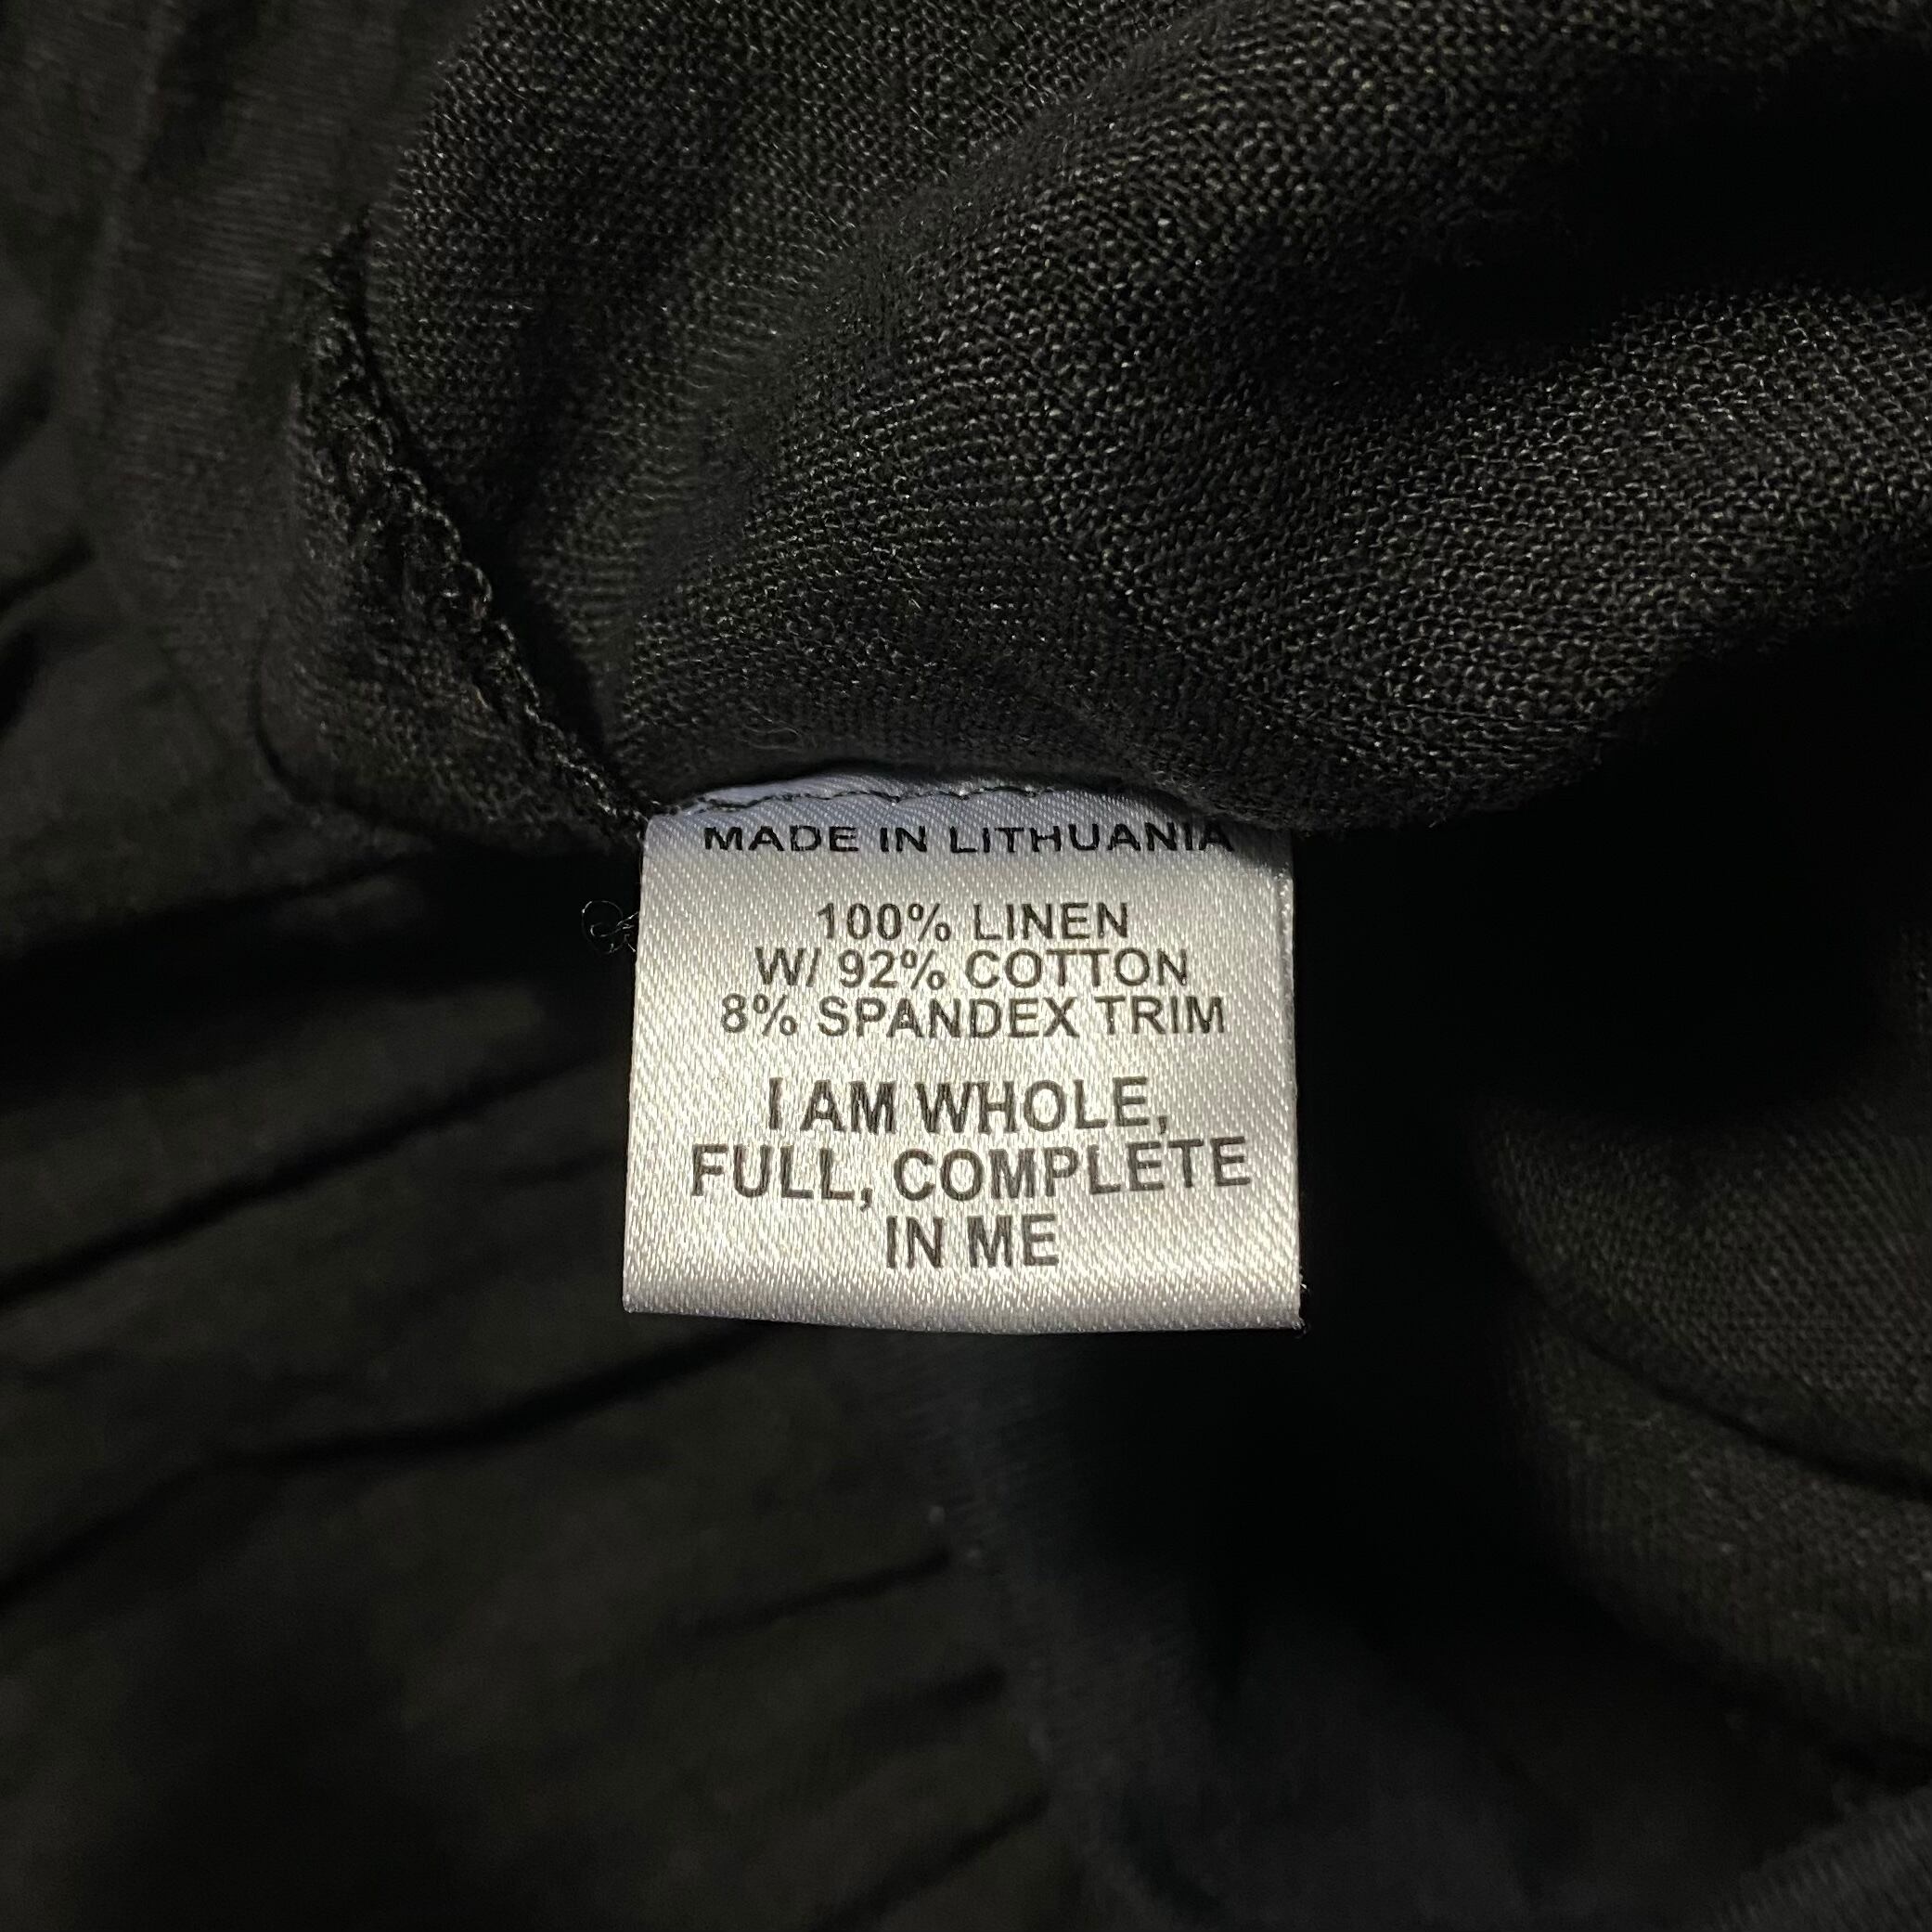 MADE IN LITHUANIA
100% LINEN
W/ 92% COTTON
8% SPANDEX TRIM
I AM WHOLE,
FULL, COMPLETE
IN ME